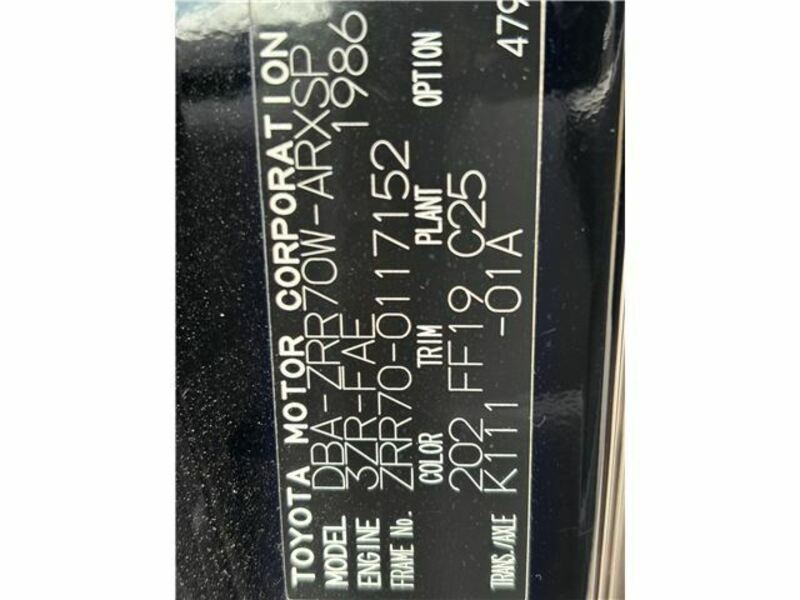 TOYOTA MOTOR CORPORATION
MODEL DBA-ZRR70W-ARXSP
ENGINE 3ZR-FAE 1986
FRAME No. ZRR70-0117152
COLOR TRIM PLANT OPTION
202 FF19 C25 479
TRANS./AXLE K111 -01A